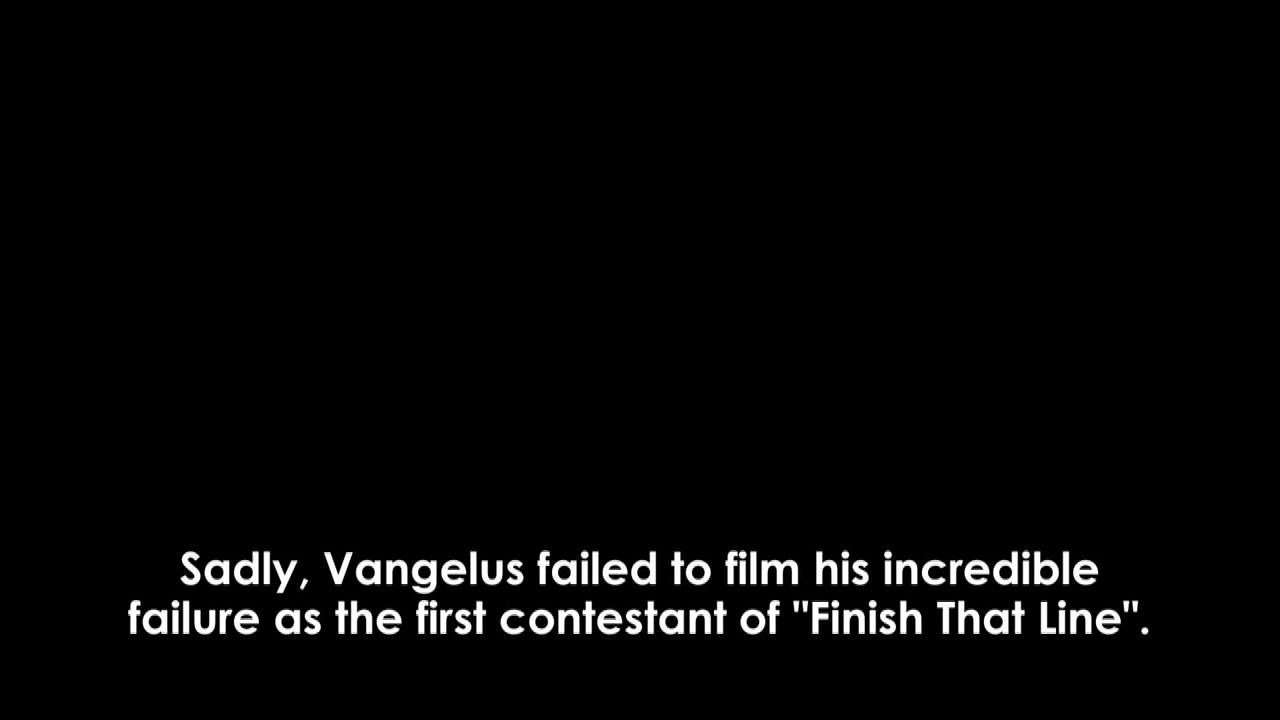 Sadly, Vangelus failed to film his incredible
failure as the first contestant of "Finish That Line".